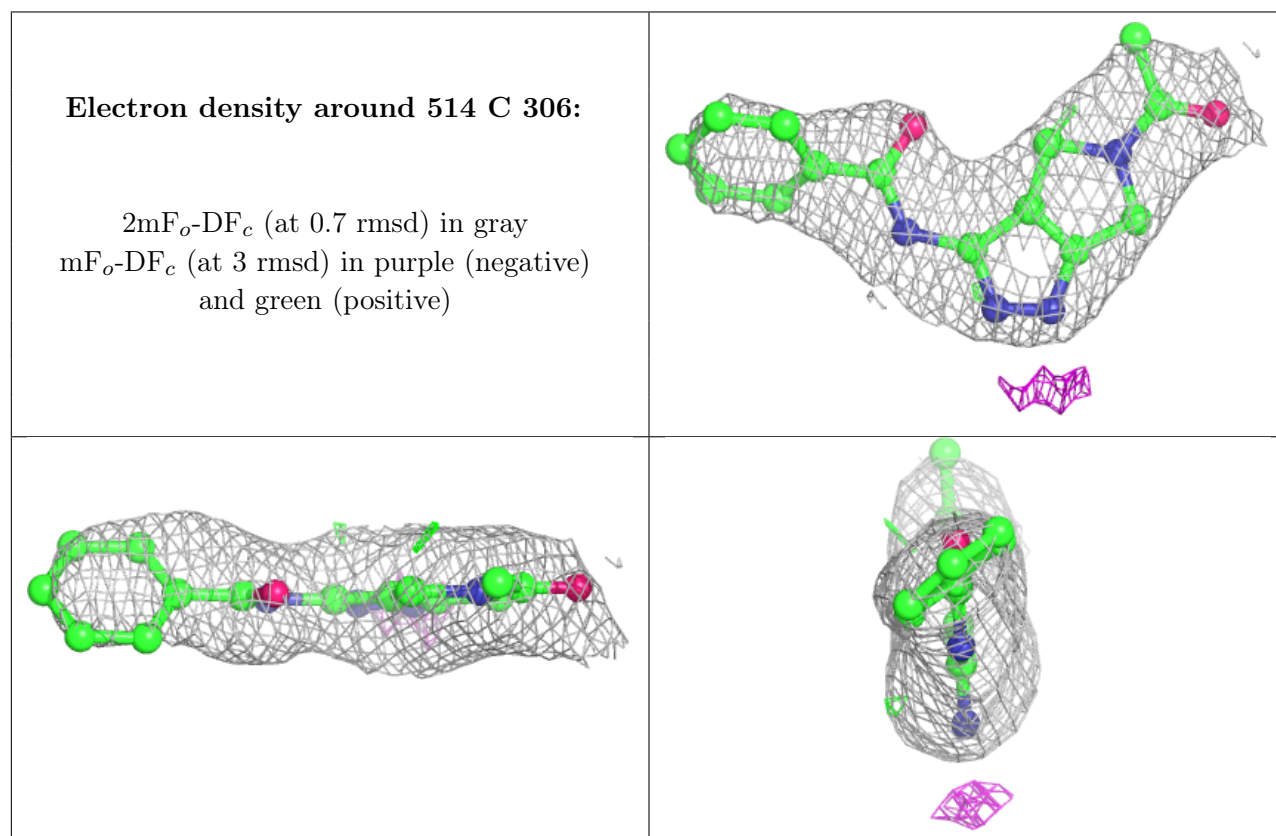 Electron density around 514 C 306:
2mFₒ-DF𝒸 (at 0.7 rmsd) in gray
mFₒ-DF𝒸 (at 3 rmsd) in purple (negative)
and green (positive)